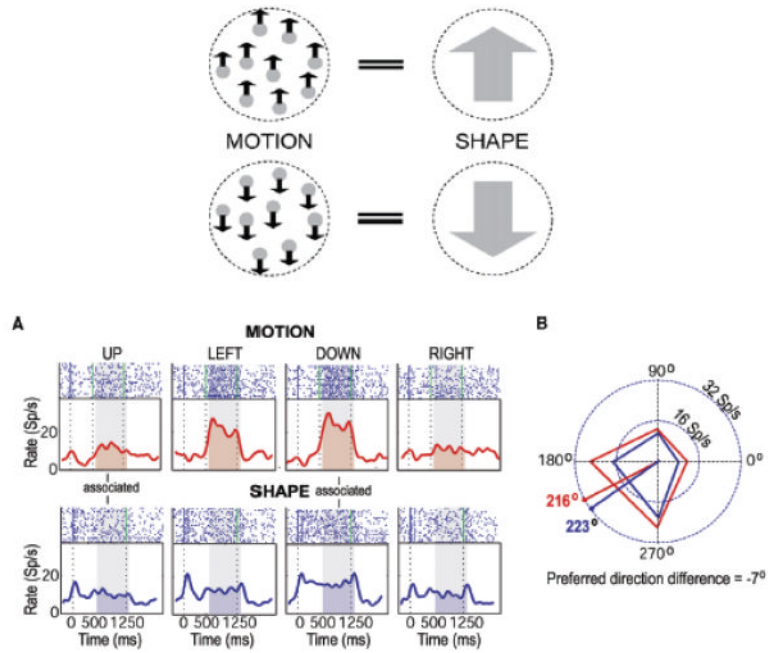 MOTION SHAPE
A
MOTION
B
UP LEFT DOWN RIGHT
Rate (Sp/s)
20
0
associated associated
SHAPE
Rate (Sp/s)
20
0
0 500 1250 0 500 1250 0 500 1250 0 500 1250
Time (ms) Time (ms) Time (ms) Time (ms)
90°
32 Sp/s
16 Sp/s
180° 0°
216°
223°
270°
Preferred direction difference = -7°